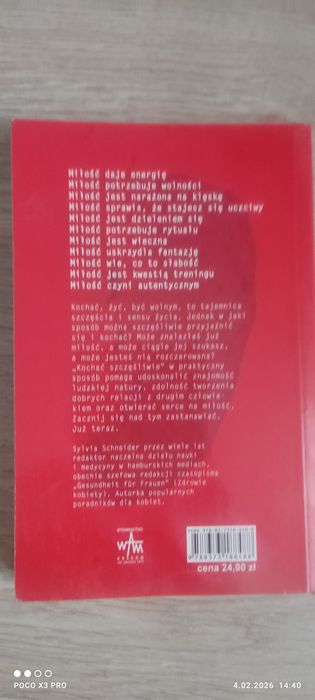 Miłość daje energię
Miłość potrzebuje wolności
Miłość jest narażona na klęskę
Miłość sprawia, że stajesz się uczciwy
Miłość jest dzieleniem się
Miłość potrzebuje rytuału
Miłość jest wieczna
Miłość uskrzydla fantazję
Miłość wie, co to słabość
Miłość jest kwestią treningu
Miłość czyni autentycznym
Kochać, żyć, być wolnym, to tajemnica
szczęścia i sensu życia. Jednak w jaki
sposób można szczęśliwie przyjaźnić
się i kochać? Może znalazłaś już
miłość, a może ciągle jej szukasz,
a może jesteś nią rozczarowana?
„Kochać szczęśliwie" w praktyczny
sposób pomaga udoskonalić znajomość
ludzkiej natury, zdolność tworzenia
dobrych relacji z drugim człowie-
kiem oraz otwierać serce na miłość.
Zacznij się nad tym zastanawiać.
Już teraz.
Sylvia Schneider przez wiele lat
redaktor naczelna działu nauki
i medycyny w hamburskich mediach,
obecnie szefowa redakcji czasopisma
„Gesundheit für Frauen" (Zdrowie
kobiety). Autorka popularnych
poradników dla kobiet.
WYDAWNICTWO
WAM
cena 24,90 zł
POCO X3 PRO
4.02.2026 14:40